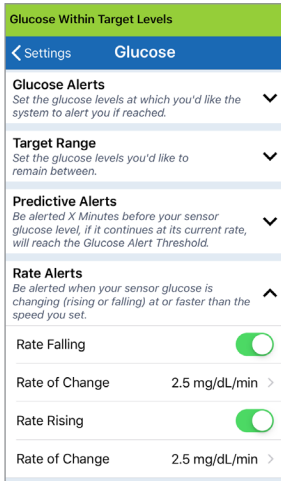 Glucose Within Target Levels
Settings
Glucose
Glucose Alerts
Set the glucose levels at which you'd like the
system to alert you if reached.
Target Range
Set the glucose levels you'd like to
remain between.
Predictive Alerts
Be alerted X Minutes before your sensor
glucose level, if it continues at its current rate,
will reach the Glucose Alert Threshold.
Rate Alerts
Be alerted when your sensor glucose is
changing (rising or falling) at or faster than the
speed you set.
Rate Falling
Rate of Change 2.5 mg/dL/min
Rate Rising
Rate of Change 2.5 mg/dL/min